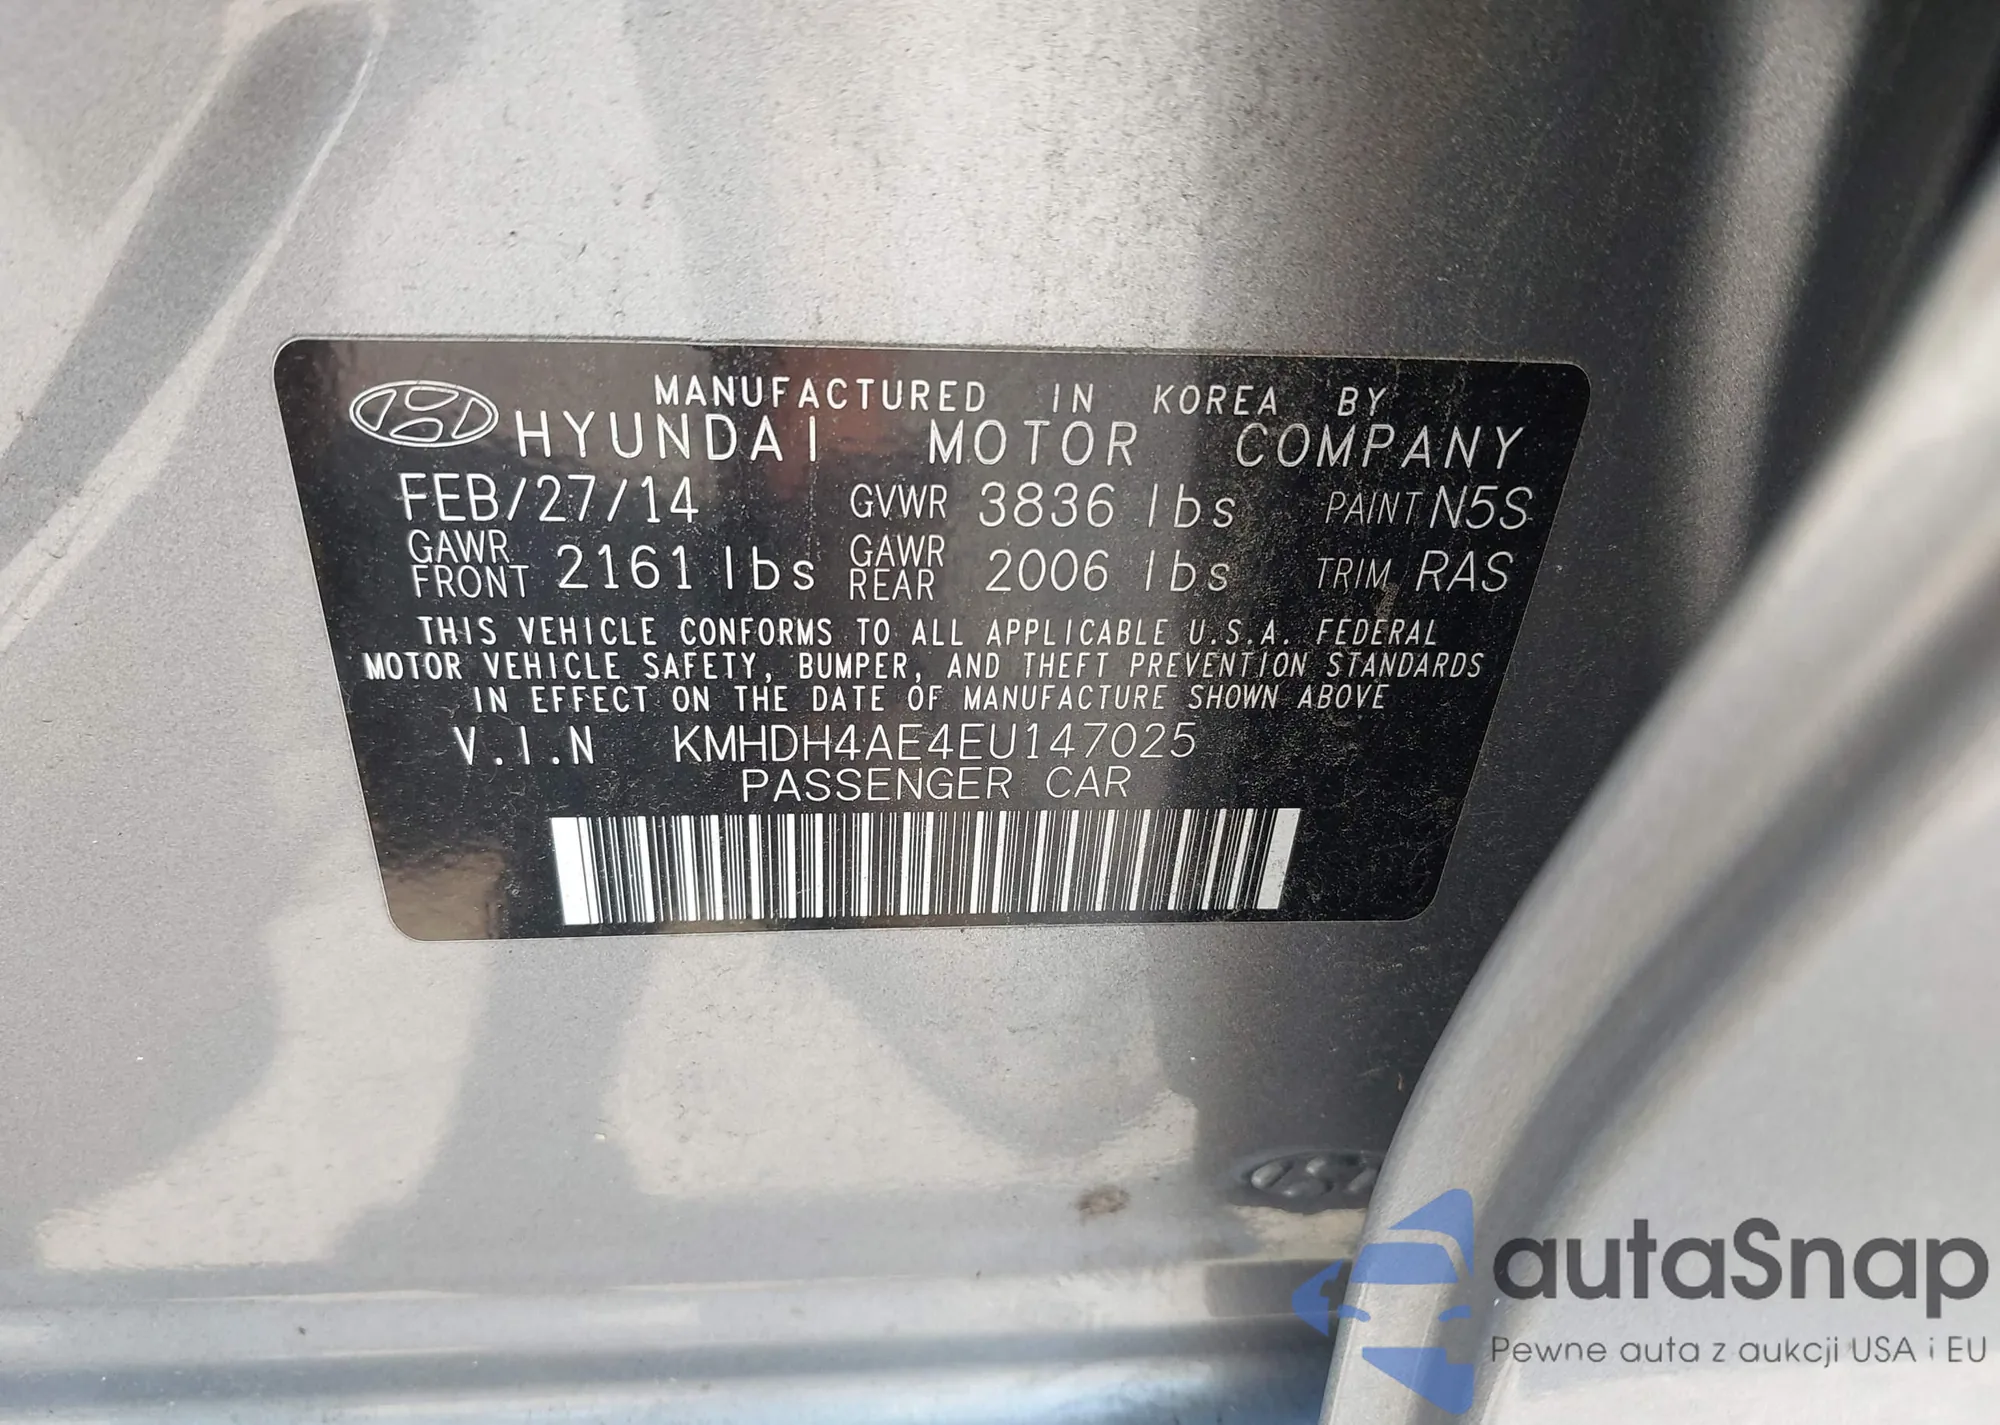 MANUFACTURED IN KOREA BY
HYUNDAI MOTOR COMPANY
FEB/27/14 GVWR 3836 lbs PAINT N5S
GAWR FRONT 2161 lbs GAWR REAR 2006 lbs TRIM RAS
THIS VEHICLE CONFORMS TO ALL APPLICABLE U.S.A. FEDERAL
MOTOR VEHICLE SAFETY, BUMPER, AND THEFT PREVENTION STANDARDS
IN EFFECT ON THE DATE OF MANUFACTURE SHOWN ABOVE
V.I.N KMHDH4AE4EU147025
PASSENGER CAR
autaSnap
Pewne auta z aukcji USA i EU